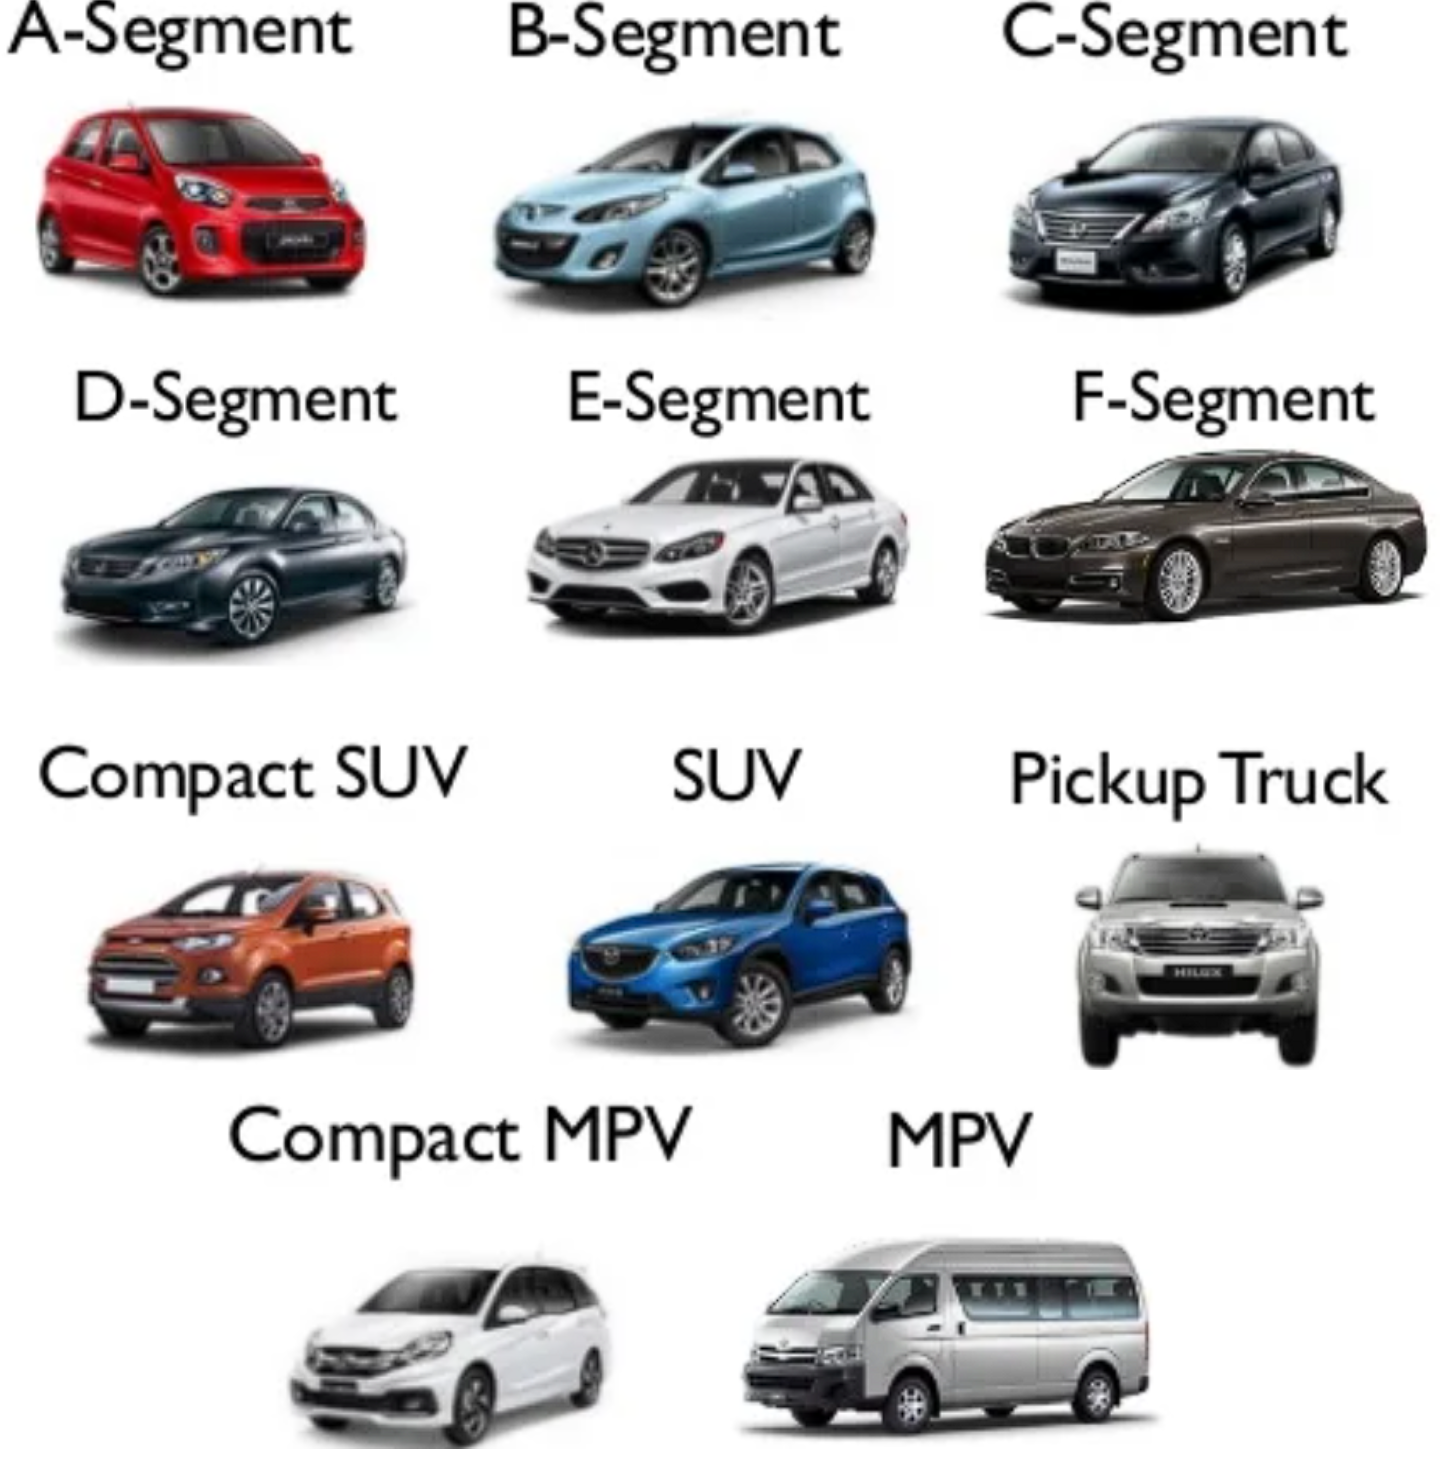 A-Segment
B-Segment
C-Segment
D-Segment
E-Segment
F-Segment
Compact SUV
SUV
Pickup Truck
HILUX
Compact MPV
MPV